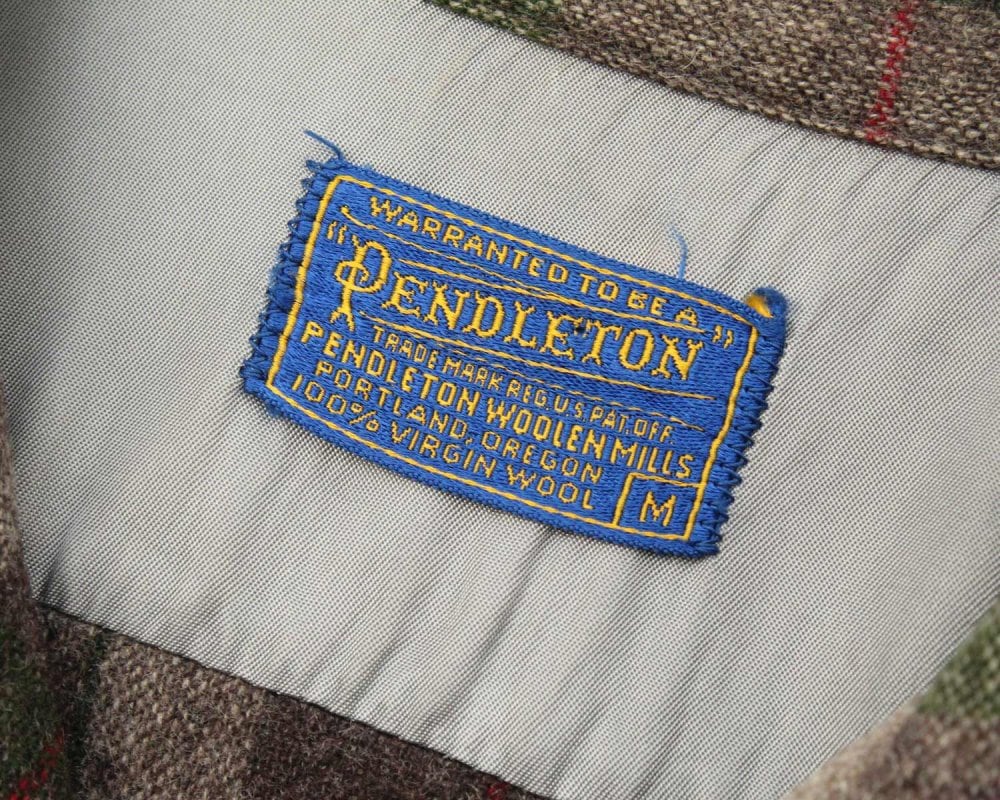 WARRANTED TO BE A
"PENDLETON"
TRADE MARK REG U.S. PAT. OFF.
PENDLETON WOOLEN MILLS
PORTLAND, OREGON
100% VIRGIN WOOL
M